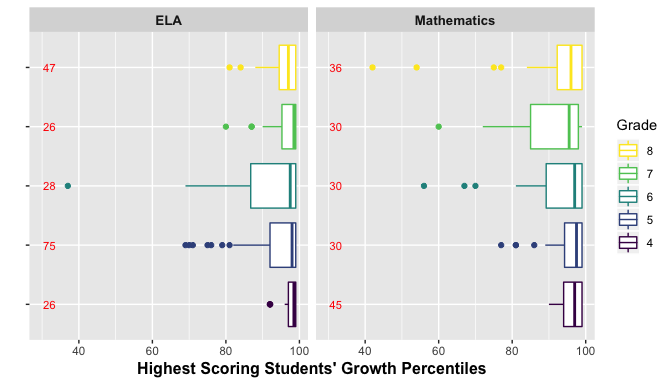 ELA Mathematics
Grade
47 36
8
26 30
7
28 30
6
75 30
5
26 45
4
40 60 80 100 40 60 80 100
Highest Scoring Students' Growth Percentiles